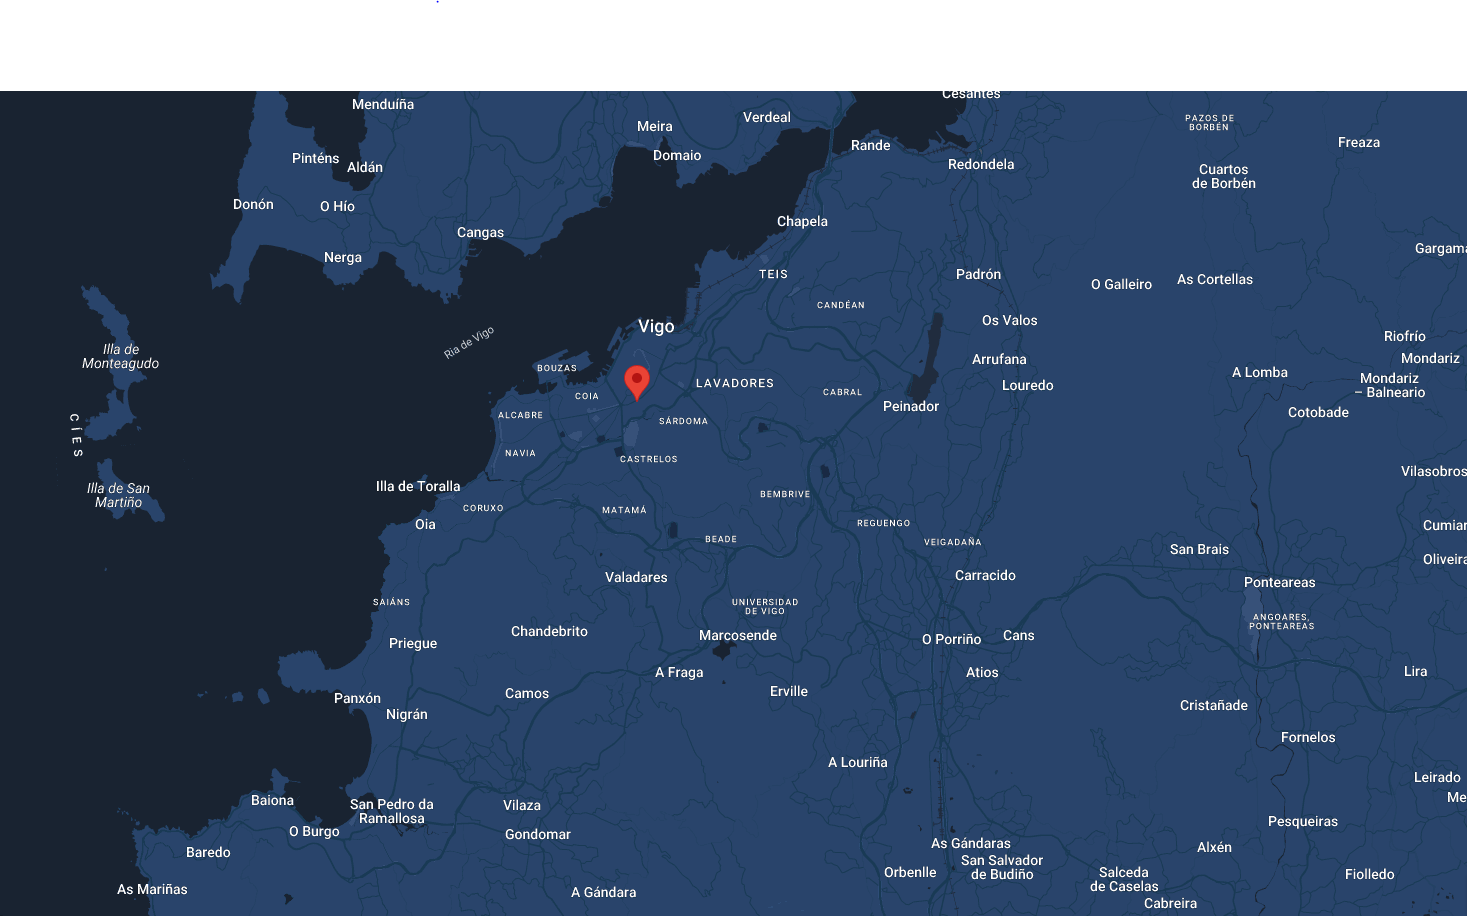 Cesantes
Menduíña
Verdeal
PAZOS DE
BORBÉN
Meira
Freaza
Rande
Domaio
Pinténs
Aldán
Redondela
Cuartos
de Borbén
Donón
O Hío
Chapela
Cangas
Gargama
Nerga
TEIS
Padrón
As Cortellas
O Galleiro
CANDÉAN
Os Valos
Vigo
Ria de Vigo
Riofrío
Illa de
Monteagudo
Arrufana
Mondariz
BOUZAS
A Lomba
LAVADORES
Louredo
Mondariz
– Balneario
COIA
CABRAL
Peinador
Cotobade
ALCABRE
SÁRDOMA
CÍES
NAVIA
CASTRELOS
Vilasobros
Illa de Toralla
Illa de San
Martiño
BEMBRIVE
CORUXO
MATAMÁ
Oia
REGUENGO
Cumiar
BEADE
VEIGADAÑA
San Brais
Oliveira
Valadares
Carracido
Ponteareas
SAIÁNS
UNIVERSIDAD
DE VIGO
ANGOARES,
PONTEAREAS
Chandebrito
Marcosende
O Porriño
Cans
Priegue
A Fraga
Atios
Lira
Camos
Erville
Panxón
Cristañade
Nigrán
Fornelos
A Louriña
Leirado
Me
Baiona
San Pedro da
Ramallosa
Vilaza
O Burgo
Gondomar
Pesqueiras
As Gándaras
Alxén
Baredo
San Salvador
de Budiño
Orbenlle
Salceda
de Caselas
Fiolledo
As Mariñas
A Gándara
Cabreira